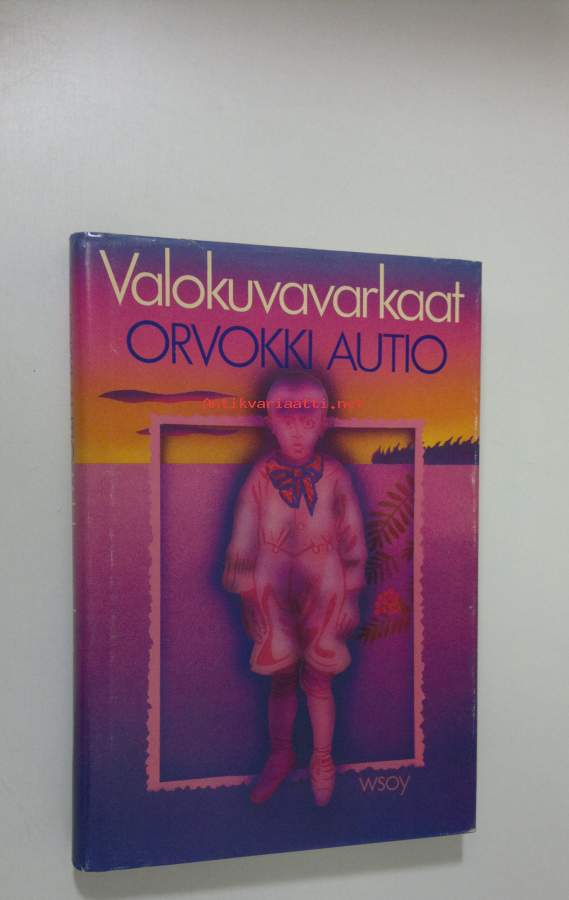 Valokuvavarkaat
ORVOKKI AUTIO
Antikvariaatti.net
wsoy